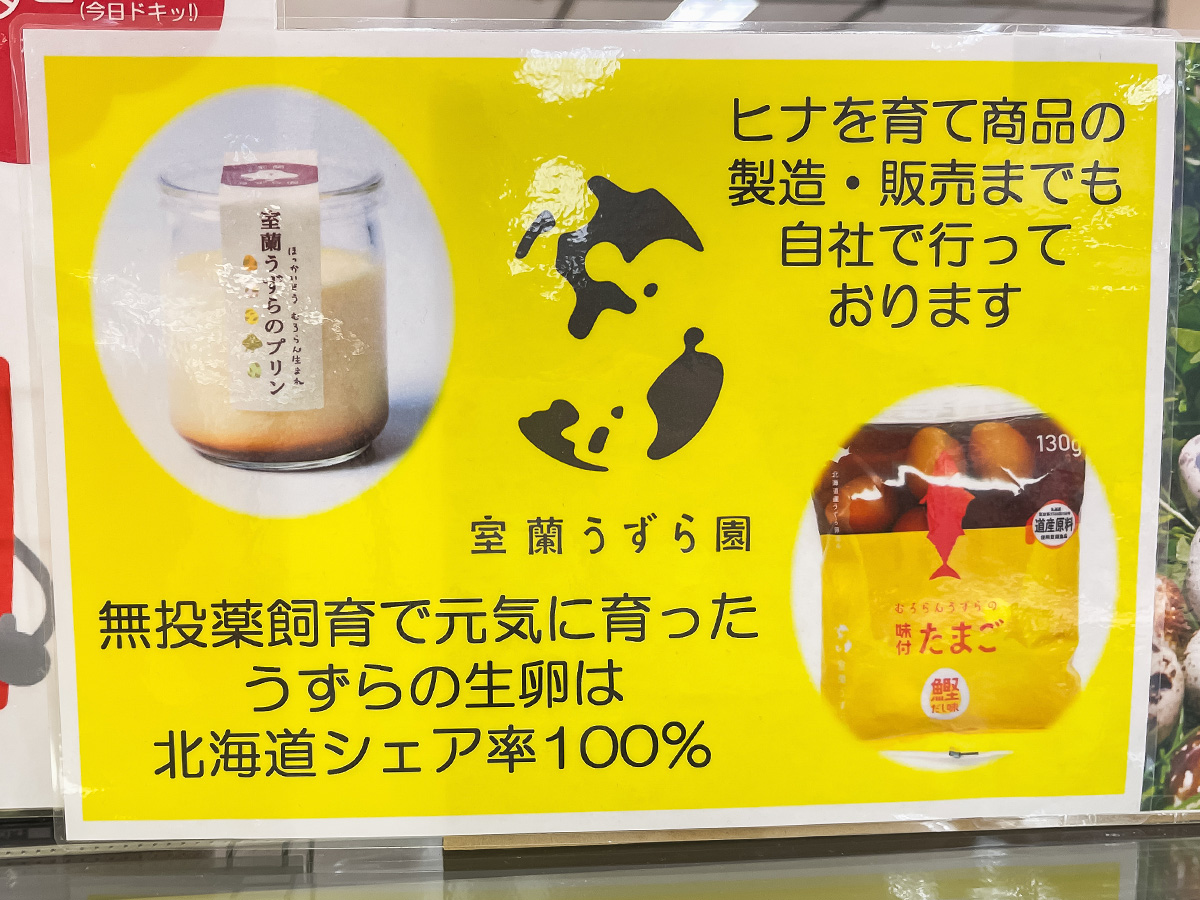 (今日ドキッ!)
ヒナを育て商品の
製造・販売までも
自社で行って
おります
室蘭うずらのプリン
ほっかいどう むろらん生まれ
室蘭うずら園
無投薬飼育で元気に育った
うずらの生卵は
北海道シェア率100%
130g
道産原料
むろらんうずらの
味付たまご
鰹
だし味